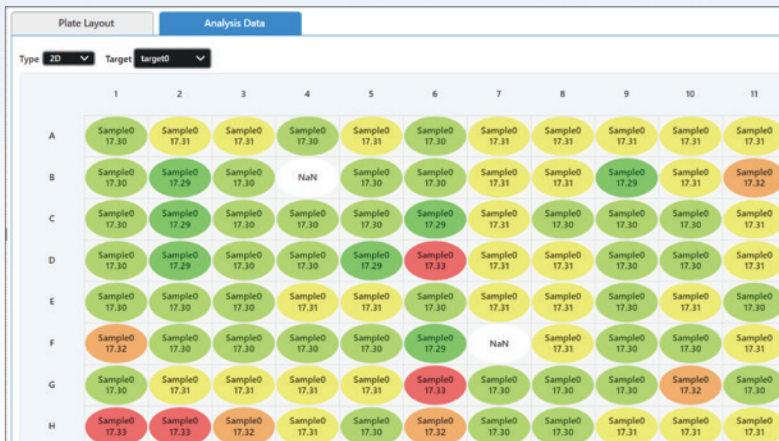 Plate Layout Analysis Data
Type 2D Target target0
1 2 3 4 5 6 7 8 9 10 11
A
Sample0 Sample0 Sample0 Sample0 Sample0 Sample0 Sample0 Sample0 Sample0 Sample0 Sample0
17.30 17.31 17.31 17.30 17.31 17.30 17.31 17.31 17.31 17.31 17.31
B
Sample0 Sample0 Sample0 NaN Sample0 Sample0 Sample0 Sample0 Sample0 Sample0 Sample0
17.30 17.29 17.30 17.30 17.30 17.31 17.31 17.29 17.31 17.32
C
Sample0 Sample0 Sample0 Sample0 Sample0 Sample0 Sample0 Sample0 Sample0 Sample0 Sample0
17.30 17.29 17.30 17.30 17.30 17.29 17.31 17.30 17.30 17.30 17.31
D
Sample0 Sample0 Sample0 Sample0 Sample0 Sample0 Sample0 Sample0 Sample0 Sample0 Sample0
17.30 17.29 17.30 17.30 17.29 17.33 17.31 17.31 17.30 17.30 17.31
E
Sample0 Sample0 Sample0 Sample0 Sample0 Sample0 Sample0 Sample0 Sample0 Sample0 Sample0
17.30 17.30 17.30 17.31 17.31 17.30 17.31 17.31 17.30 17.31 17.30
F
Sample0 Sample0 Sample0 Sample0 Sample0 Sample0 NaN Sample0 Sample0 Sample0 Sample0
17.32 17.30 17.30 17.30 17.30 17.29 17.31 17.30 17.30 17.31
G
Sample0 Sample0 Sample0 Sample0 Sample0 Sample0 Sample0 Sample0 Sample0 Sample0 Sample0
17.30 17.31 17.31 17.31 17.31 17.33 17.30 17.30 17.30 17.32 17.30
H
Sample0 Sample0 Sample0 Sample0 Sample0 Sample0 Sample0 Sample0 Sample0 Sample0 Sample0
17.33 17.33 17.32 17.31 17.30 17.32 17.30 17.30 17.31 17.31 17.31